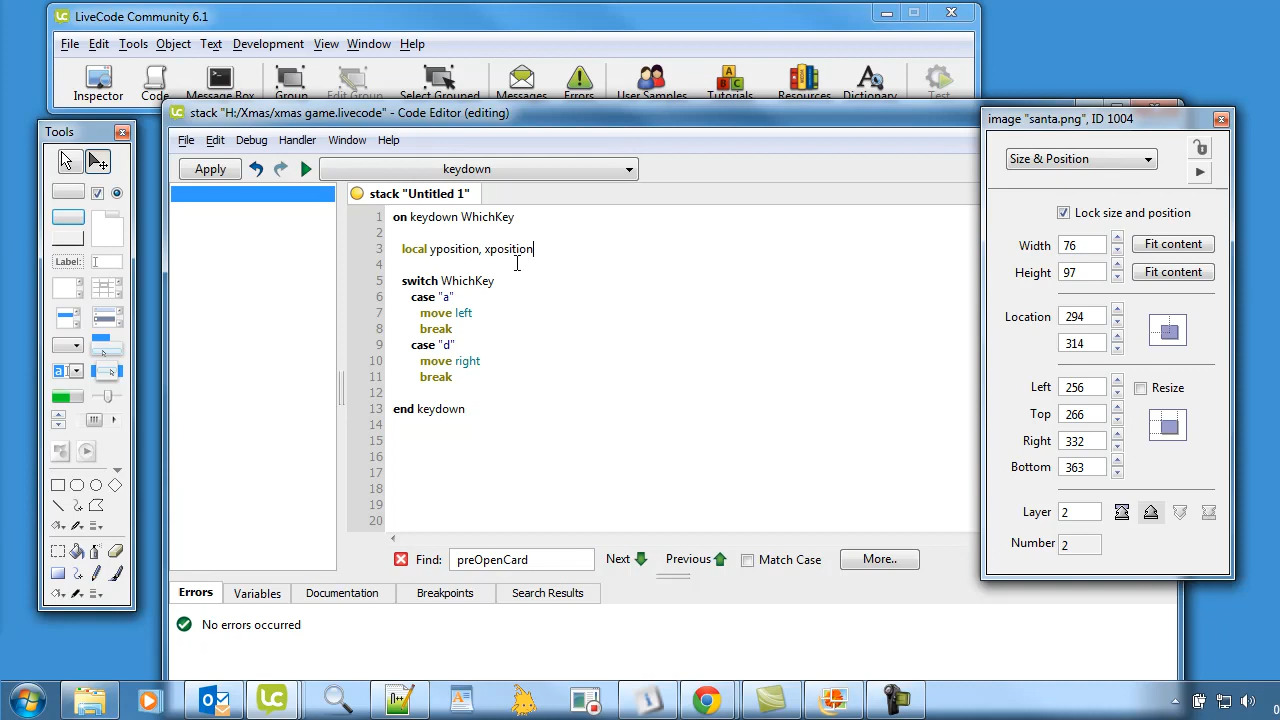 LiveCode Community 6.1
File Edit Tools Object Text Development View Window Help
Inspector Code Message Box Group Edit Group Select Grouped Messages Errors User Samples Tutorials Resources Dictionary Test
stack "H:/Xmas/xmas game.livecode" - Code Editor (editing)
File Edit Debug Handler Window Help
Apply keydown
stack "Untitled 1"
1 on keydown WhichKey
2
3 local yposition, xposition
4
5 switch WhichKey
6 case "a"
7 move left
8 break
9 case "d"
10 move right
11 break
12
13 end keydown
14
15
16
17
18
19
20
Find: preOpenCard Next Previous Match Case More..
Errors Variables Documentation Breakpoints Search Results
No errors occurred
Tools
Label:
a
image "santa.png", ID 1004
Size & Position
Lock size and position
Width 76 Fit content
Height 97 Fit content
Location 294
314
Left 256 Resize
Top 266
Right 332
Bottom 363
Layer 2
Number 2